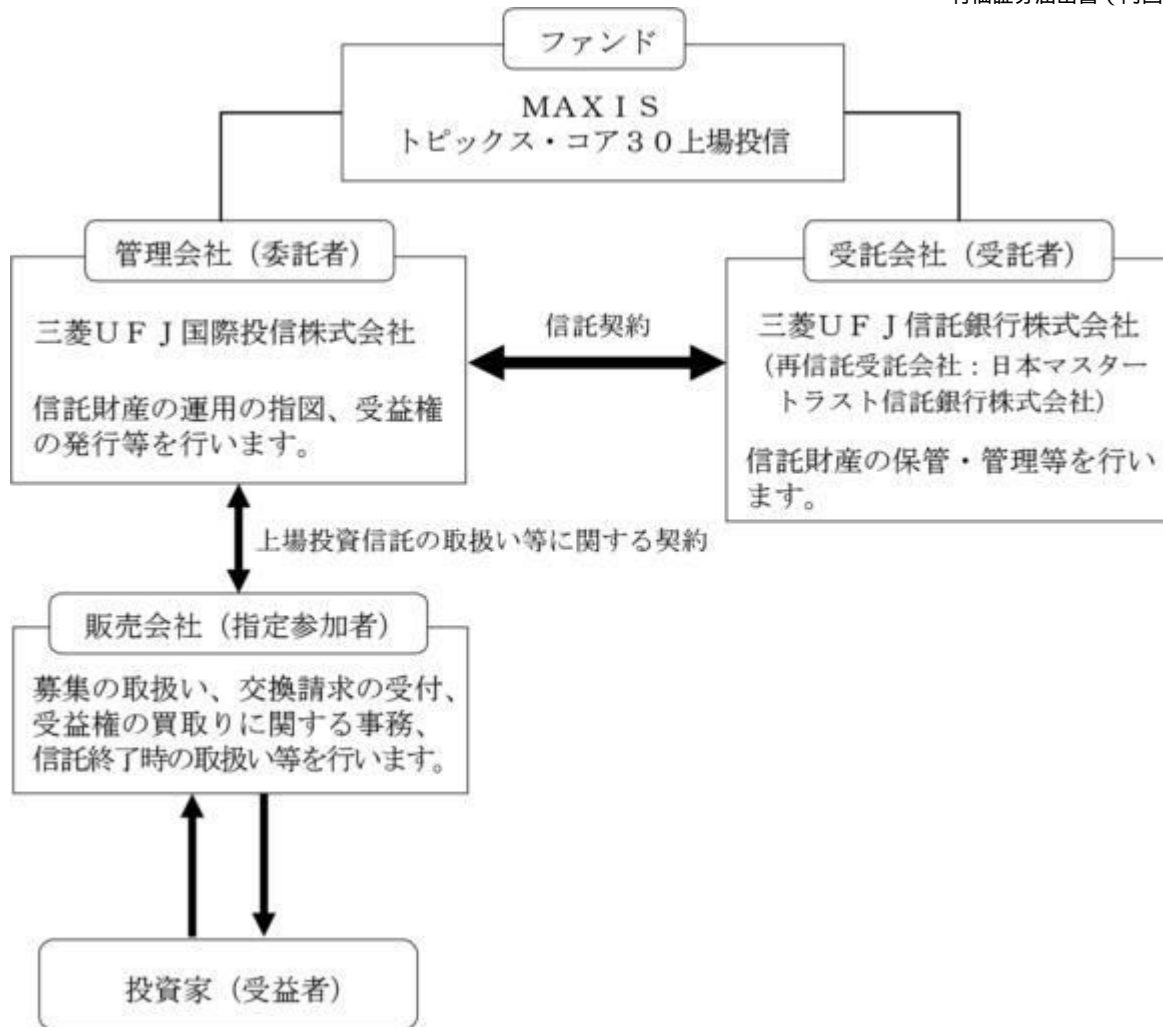 ファンド
MAXIS
トピックス・コア30上場投信
管理会社（委託者）
三菱UFJ国際投信株式会社
信託財産の運用の指図、受益権
の発行等を行います。
信託契約
受託会社（受託者）
三菱UFJ信託銀行株式会社
（再信託受託会社：日本マスター
トラスト信託銀行株式会社）
信託財産の保管・管理等を行い
ます。
上場投資信託の取扱い等に関する契約
販売会社（指定参加者）
募集の取扱い、交換請求の受付、
受益権の買取りに関する事務、
信託終了時の取扱い等を行います。
投資家（受益者）